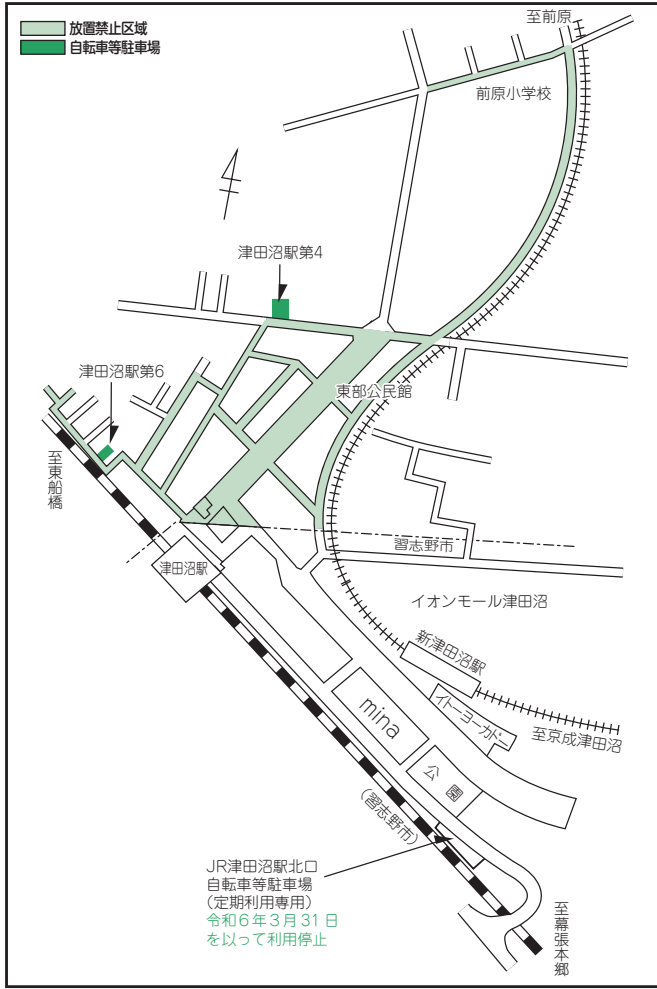 放置禁止区域
自転車等駐車場
至前原
前原小学校
津田沼駅第4
津田沼駅第6
東部公民館
至東船橋
習志野市
津田沼駅
イオンモール津田沼
新津田沼駅
イトーヨーカドー
至京成津田沼
mina
公園
(習志野市)
JR津田沼駅北口
自転車等駐車場
(定期利用専用)
令和6年3月31日
を以って利用停止
至幕張本郷